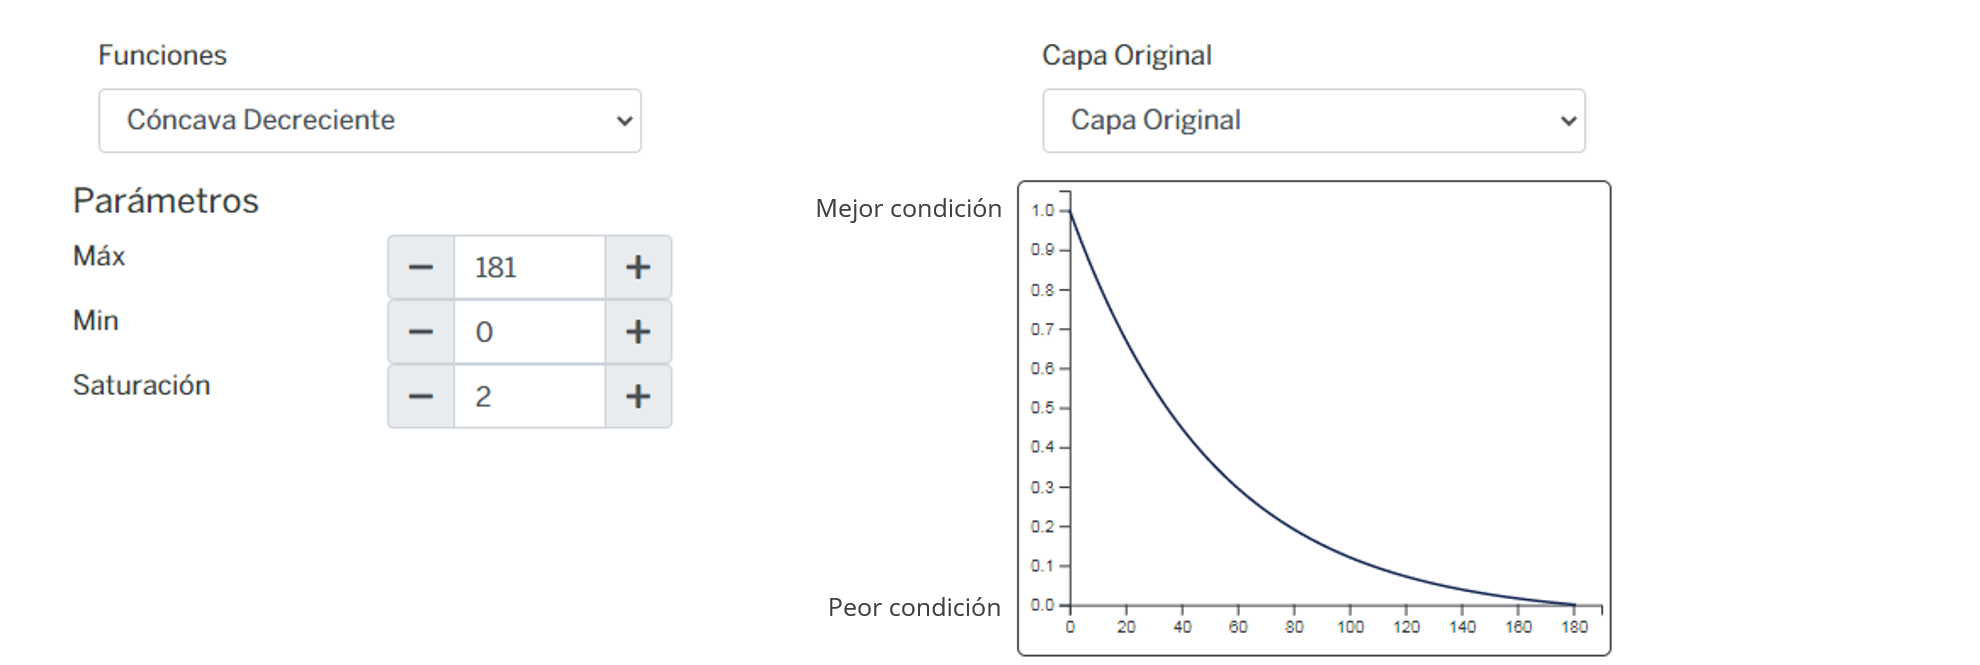 Funciones
Cóncava Decreciente
Parámetros
Máx
181
Min
0
Saturación
2
Capa Original
Capa Original
Mejor condición
Peor condición
1.0
0.9
0.8
0.7
0.6
0.5
0.4
0.3
0.2
0.1
0.0
0 20 40 60 80 100 120 140 160 180